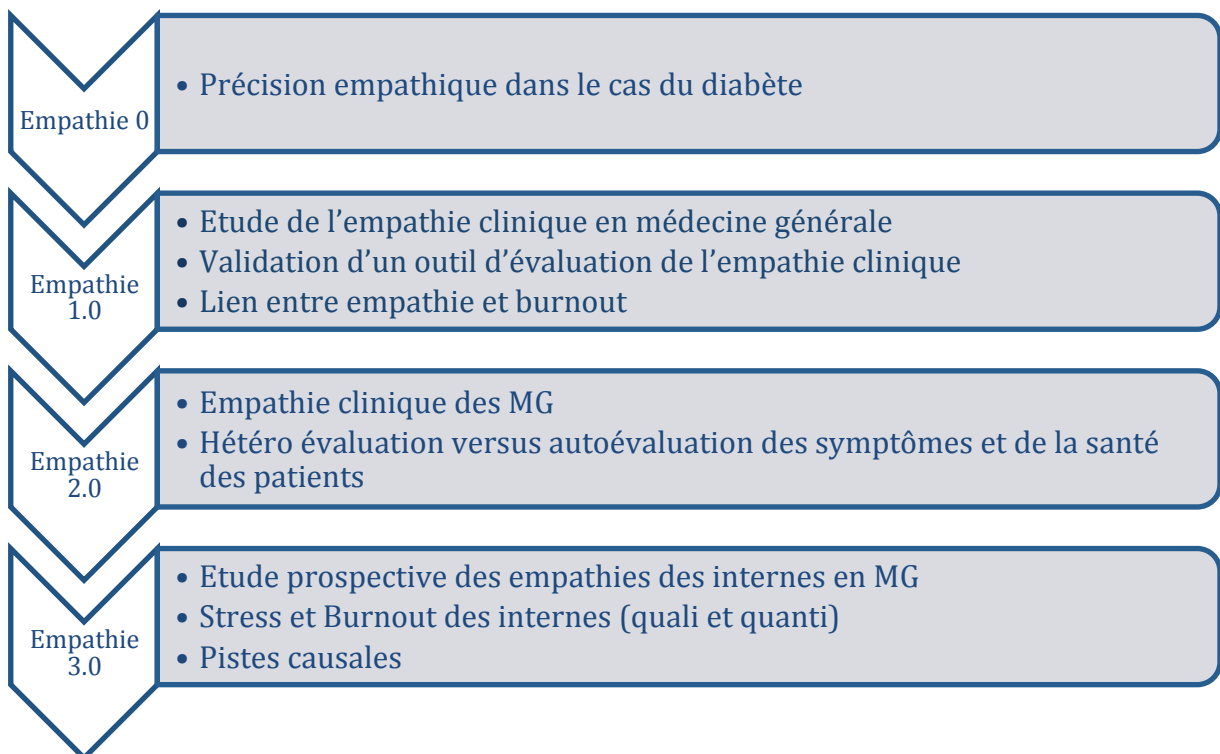 Empathie 0
• Précision empathique dans le cas du diabète
Empathie
1.0
• Etude de l’empathie clinique en médecine générale
• Validation d’un outil d’évaluation de l’empathie clinique
• Lien entre empathie et burnout
Empathie
2.0
• Empathie clinique des MG
• Hétéro évaluation versus autoévaluation des symptômes et de la santé
des patients
Empathie
3.0
• Etude prospective des empathies des internes en MG
• Stress et Burnout des internes (quali et quanti)
• Pistes causales